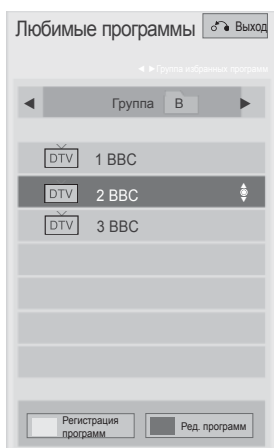 Любимые программы
Выход
◄ ►Группа избранных программ
◄ Группа B ►
DTV 1 BBC
DTV 2 BBC
DTV 3 BBC
Регистрация
программ
Ред. программ